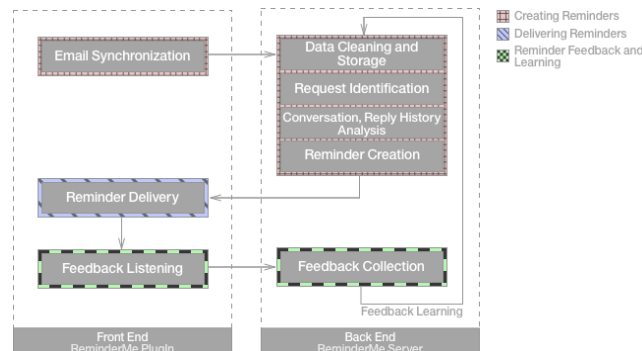 Email Synchronization
Data Cleaning and
Storage
Request Identification
Conversation, Reply History
Analysis
Reminder Creation
Reminder Delivery
Feedback Listening
Feedback Collection
Feedback Learning
Front End
ReminderMe PlugIn
Back End
ReminderMe Server
Creating Reminders
Delivering Reminders
Reminder Feedback and
Learning